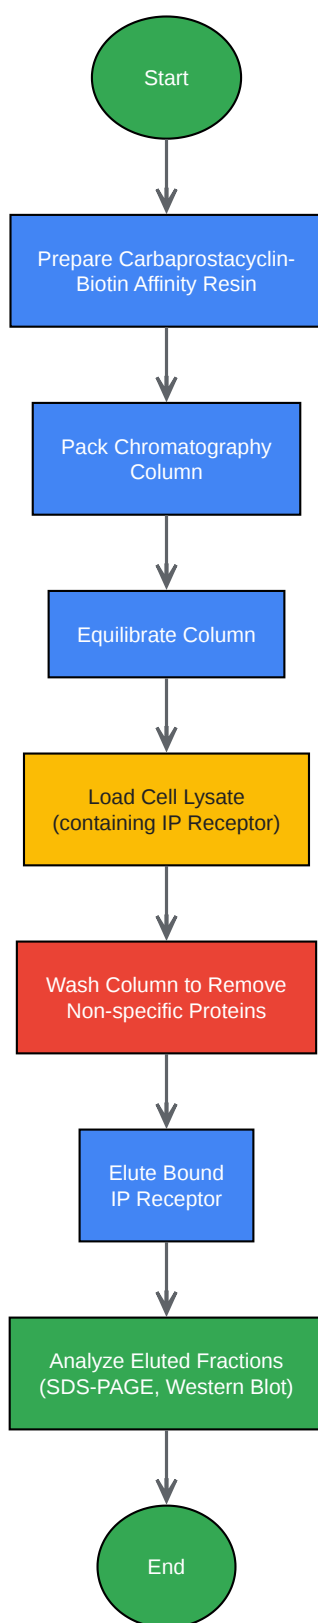 Start
Prepare Carbaprostacyclin-
Biotin Affinity Resin
Pack Chromatography
Column
Equilibrate Column
Load Cell Lysate
(containing IP Receptor)
Wash Column to Remove
Non-specific Proteins
Elute Bound
IP Receptor
Analyze Eluted Fractions
(SDS-PAGE, Western Blot)
End